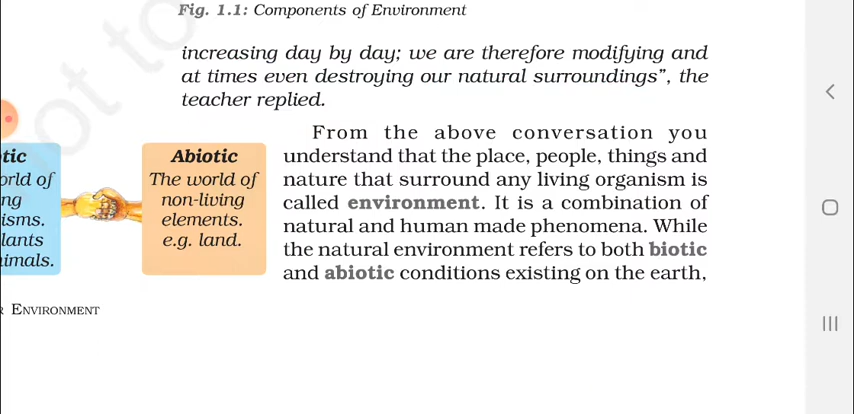 Fig. 1.1: Components of Environment
increasing day by day; we are therefore modifying and
at times even destroying our natural surroundings”, the
teacher replied.
From the above conversation you
understand that the place, people, things and
nature that surround any living organism is
called environment. It is a combination of
natural and human made phenomena. While
the natural environment refers to both biotic
and abiotic conditions existing on the earth,
tic
orld of
ng
isms.
lants
imals.
Abiotic
The world of
non-living
elements.
e.g. land.
ENVIRONMENT